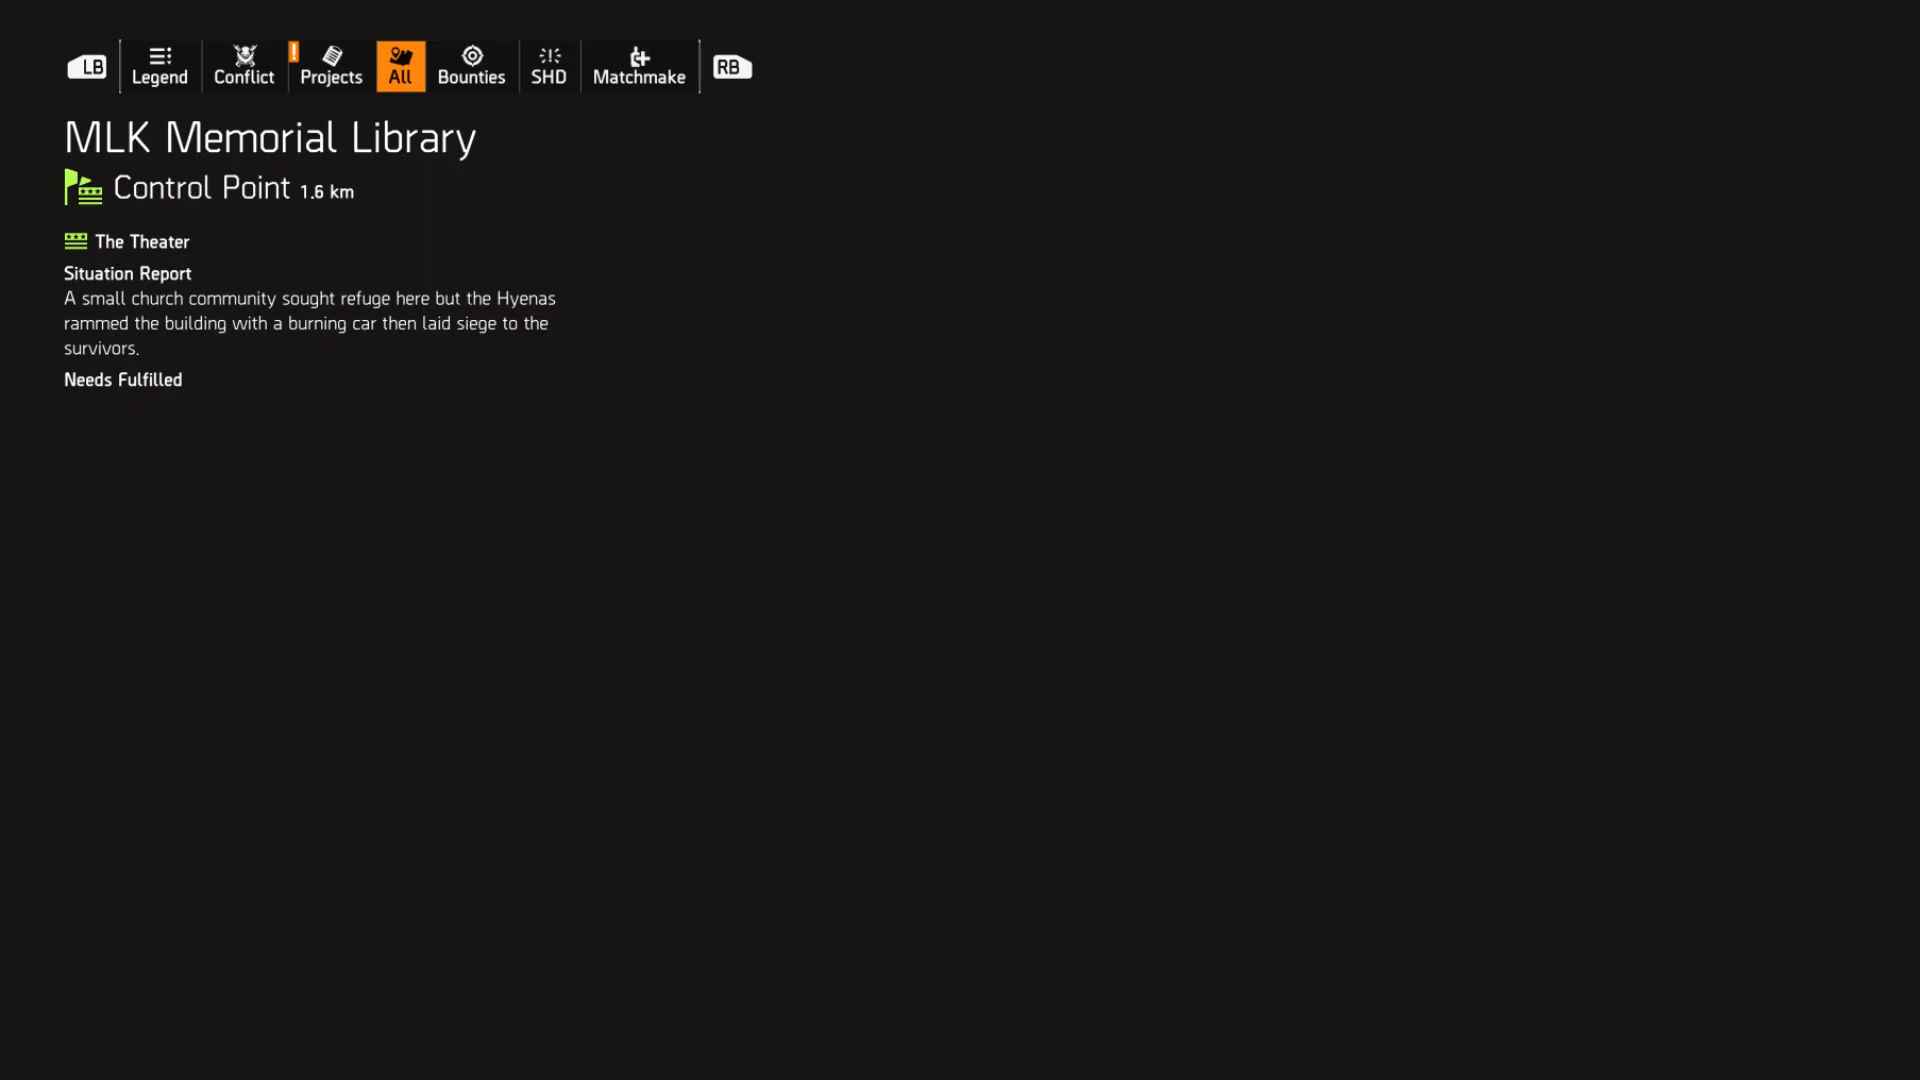 LB
Legend
Conflict
!
Projects
All
Bounties
SHD
Matchmake
RB
MLK Memorial Library
Control Point 1.6 km
The Theater
Situation Report
A small church community sought refuge here but the Hyenas
rammed the building with a burning car then laid siege to the
survivors.
Needs Fulfilled